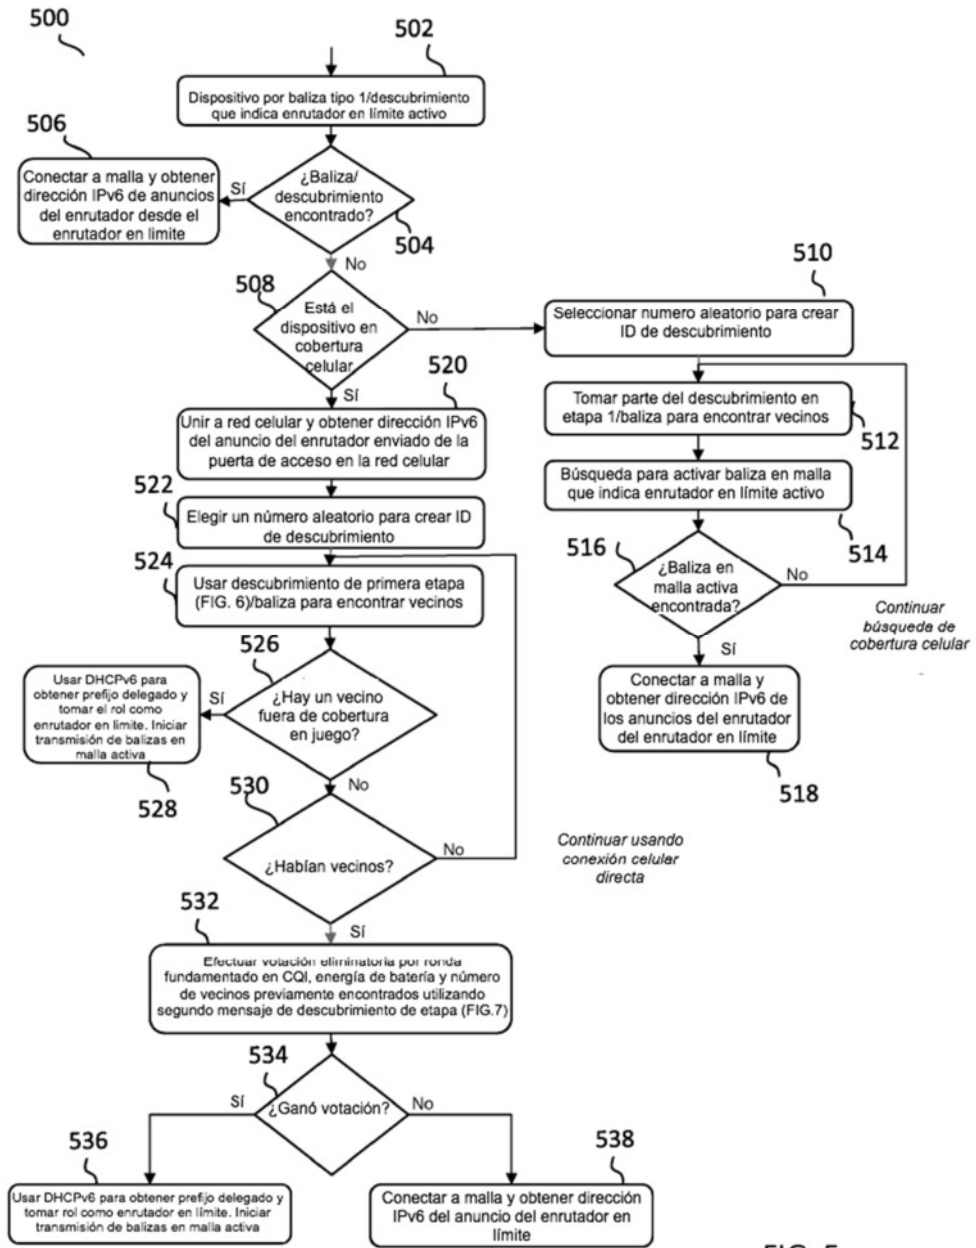 500
502
Dispositivo por baliza tipo 1/descubrimiento
que indica enrutador en límite activo
506
Conectar a malla y obtener
dirección IPv6 de anuncios
del enrutador desde el
enrutador en limite
Sí
¿Baliza/
descubrimiento
encontrado?
504
No
508
Está el
dispositivo en
cobertura
celular
No
510
Seleccionar numero aleatorio para crear
ID de descubrimiento
Sí
520
Unir a red celular y obtener dirección IPv6
del anuncio del enrutador enviado de la
puerta de acceso en la red celular
Tomar parte del descubrimiento en
etapa 1/baliza para encontrar vecinos
512
522
Elegir un número aleatorio para crear ID
de descubrimiento
Búsqueda para activar baliza en malla
que indica enrutador en límite activo
514
524
Usar descubrimiento de primera etapa
(FIG. 6)/baliza para encontrar vecinos
516
¿Baliza en
malla activa
encontrada?
No
Continuar
búsqueda de
cobertura celular
Sí
526
¿Hay un vecino
fuera de cobertura
en juego?
Sí
Usar DHCPv6 para
obtener prefijo delegado y
tomar el rol como
enrutador en limite. Iniciar
transmisión de balizas en
malla activa
528
Conectar a malla y
obtener dirección IPv6 de
los anuncios del enrutador
del enrutador en límite
518
No
530
¿Habían vecinos?
No
Continuar usando
conexión celular
directa
Sí
532
Efectuar votación eliminatoria por ronda
fundamentado en CQI, energía de batería y número
de vecinos previamente encontrados utilizando
segundo mensaje de descubrimiento de etapa (FIG.7)
534
¿Ganó votación?
Sí
No
536
Usar DHCPv6 para obtener prefijo delegado y
tomar rol como enrutador en límite. Iniciar
transmisión de balizas en malla activa
538
Conectar a malla y obtener dirección
IPv6 del anuncio del enrutador en
límite